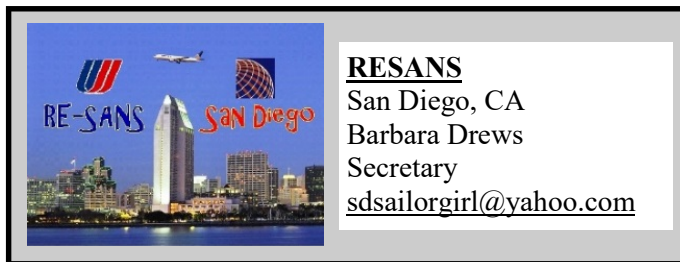 RE-SANS
San Diego
RESANS
San Diego, CA
Barbara Drews
Secretary
sdsailorgirl@yahoo.com